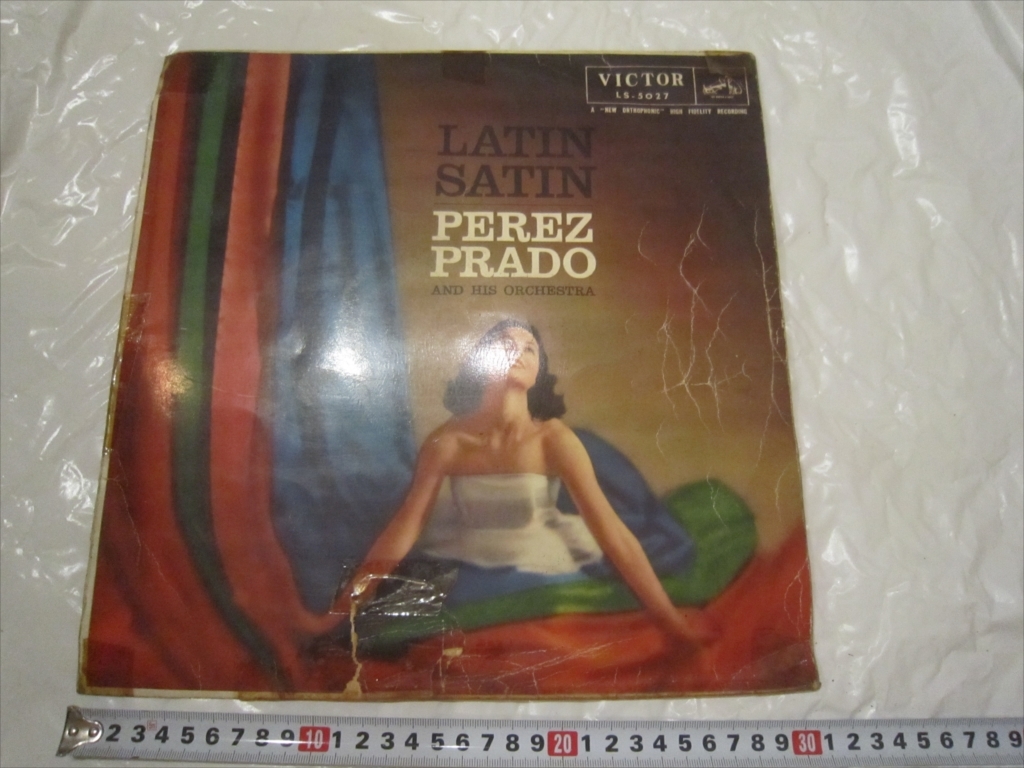 VICTOR
LS-5027
A "NEW ORTHOPHONIC" HIGH FIDELITY RECORDING
LATIN
SATIN
PEREZ
PRADO
AND HIS ORCHESTRA
2 3 4 5 6 7 8 9 10 1 2 3 4 5 6 7 8 9 20 1 2 3 4 5 6 7 8 9 30 1 2 3 4 5 6 7 8 9